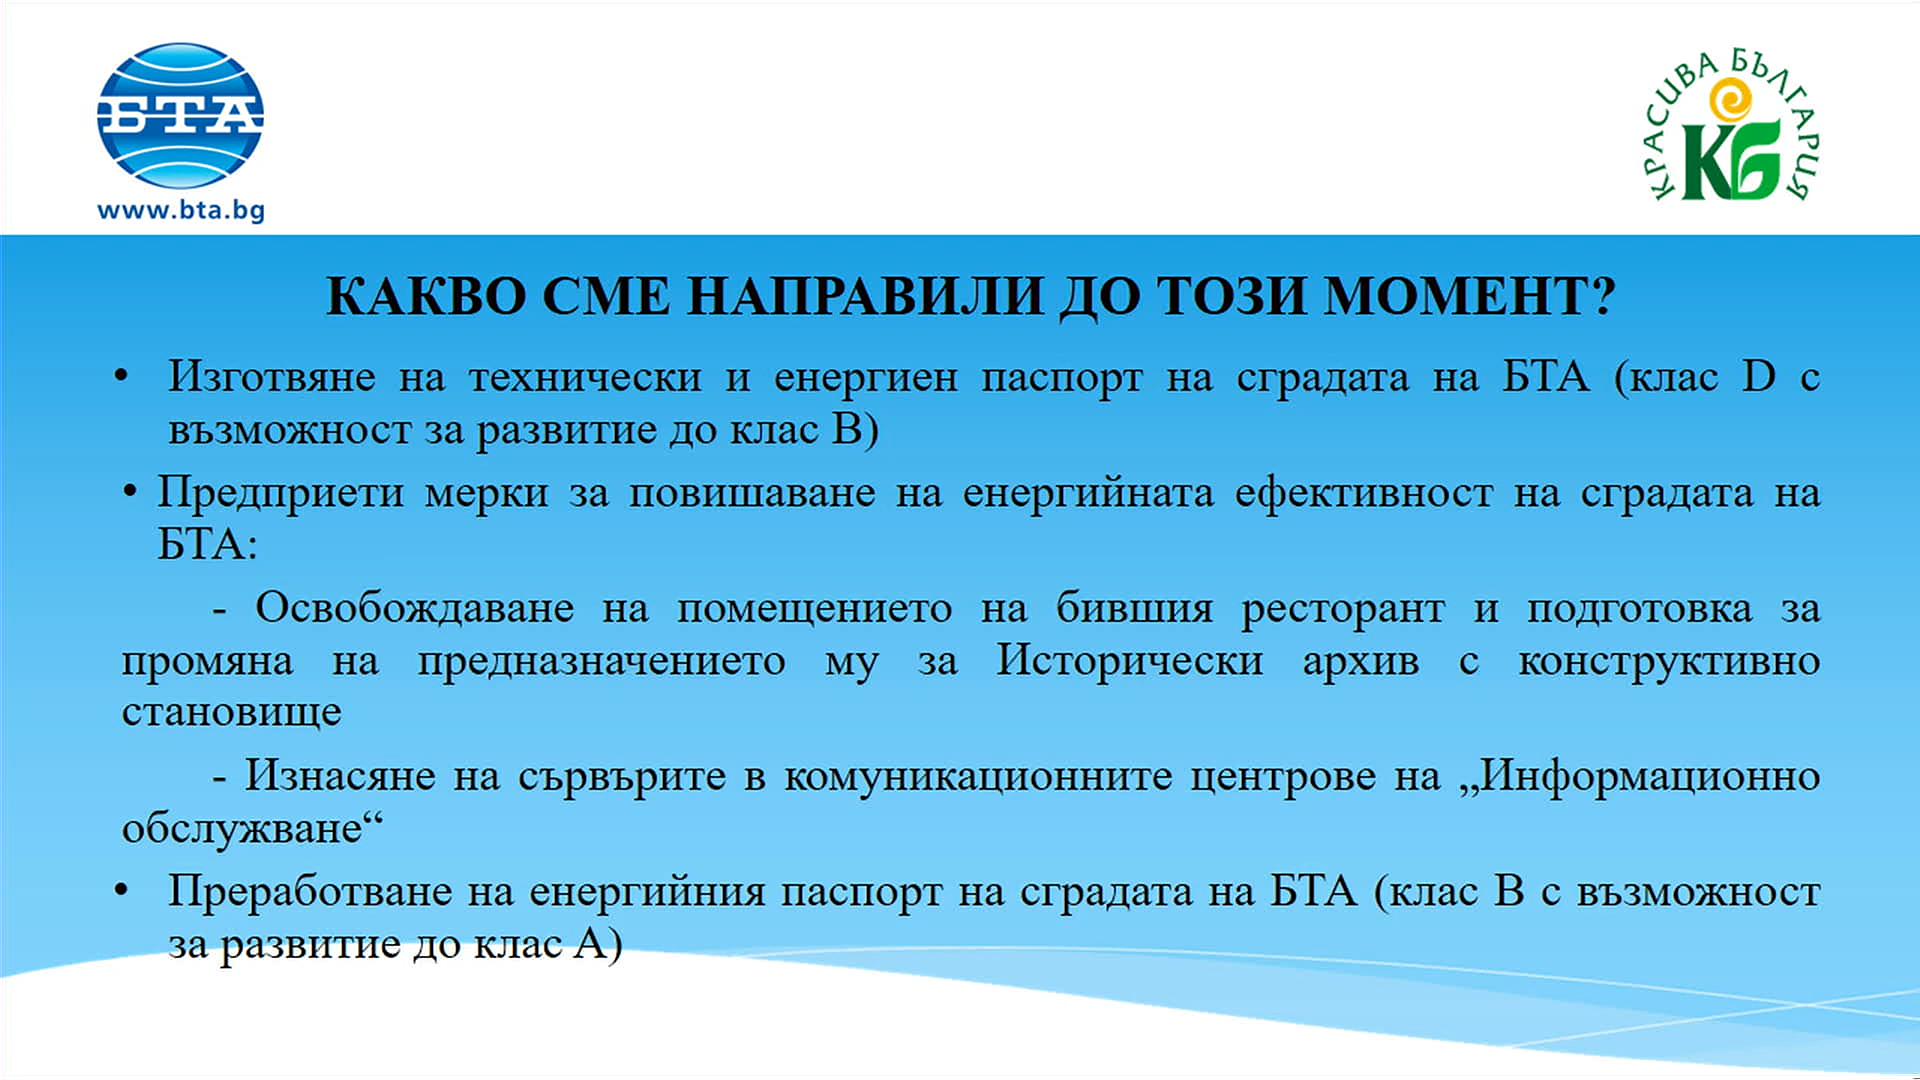 БТА
www.bta.bg
КРАСИВА БЪЛГАРИЯ
КБ
КАКВО СМЕ НАПРАВИЛИ ДО ТОЗИ МОМЕНТ?
• Изготвяне на технически и енергиен паспорт на сградата на БТА (клас D с
възможност за развитие до клас В)
• Предприети мерки за повишаване на енергийната ефективност на сградата на
БТА:
- Освобождаване на помещението на бившия ресторант и подготовка за
промяна на предназначението му за Исторически архив с конструктивно
становище
- Изнасяне на сървърите в комуникационните центрове на „Информационно
обслужване“
• Преработване на енергийния паспорт на сградата на БТА (клас В с възможност
за развитие до клас А)